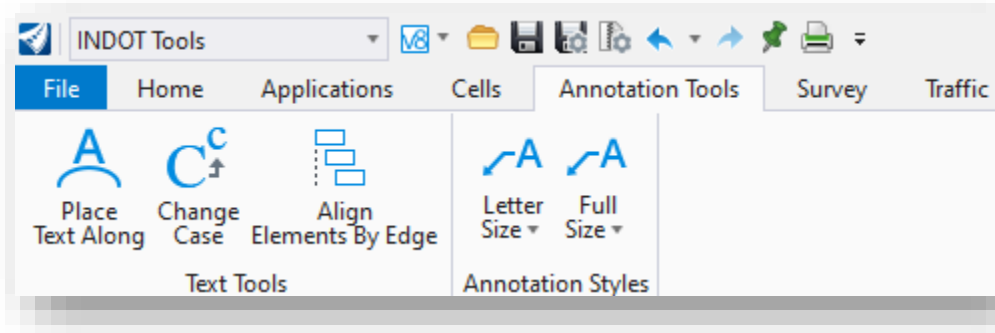 INDOT Tools
V8
File Home Applications Cells Annotation Tools Survey Traffic
A C c A A
Place Change Align Letter Full
Text Along Case Elements By Edge Size Size
Text Tools Annotation Styles